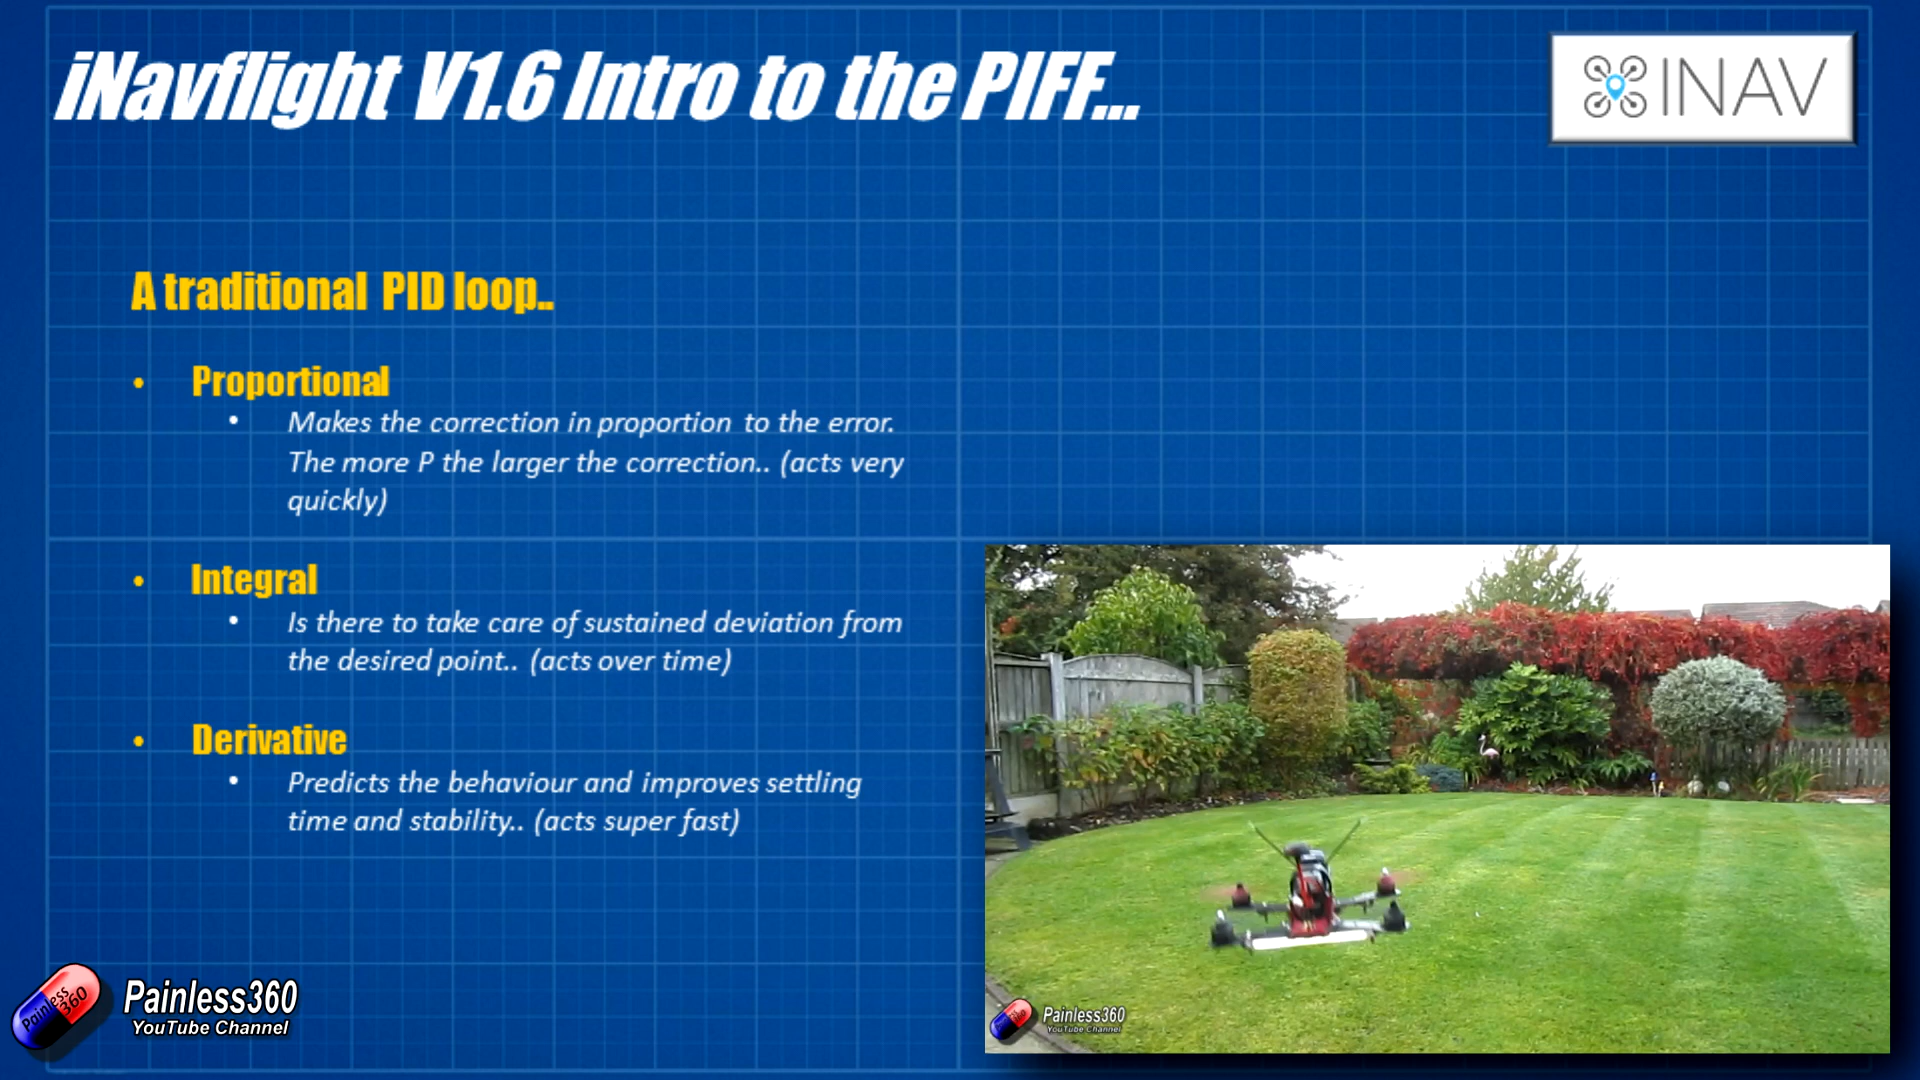 iNavflight V1.6 Intro to the PIFF...
INAV
A traditional PID loop..
• Proportional
• Makes the correction in proportion to the error.
The more P the larger the correction.. (acts very
quickly)
• Integral
• Is there to take care of sustained deviation from
the desired point.. (acts over time)
• Derivative
• Predicts the behaviour and improves settling
time and stability.. (acts super fast)
Painless
360
Painless360
YouTube Channel
Painless360
YouTube Channel